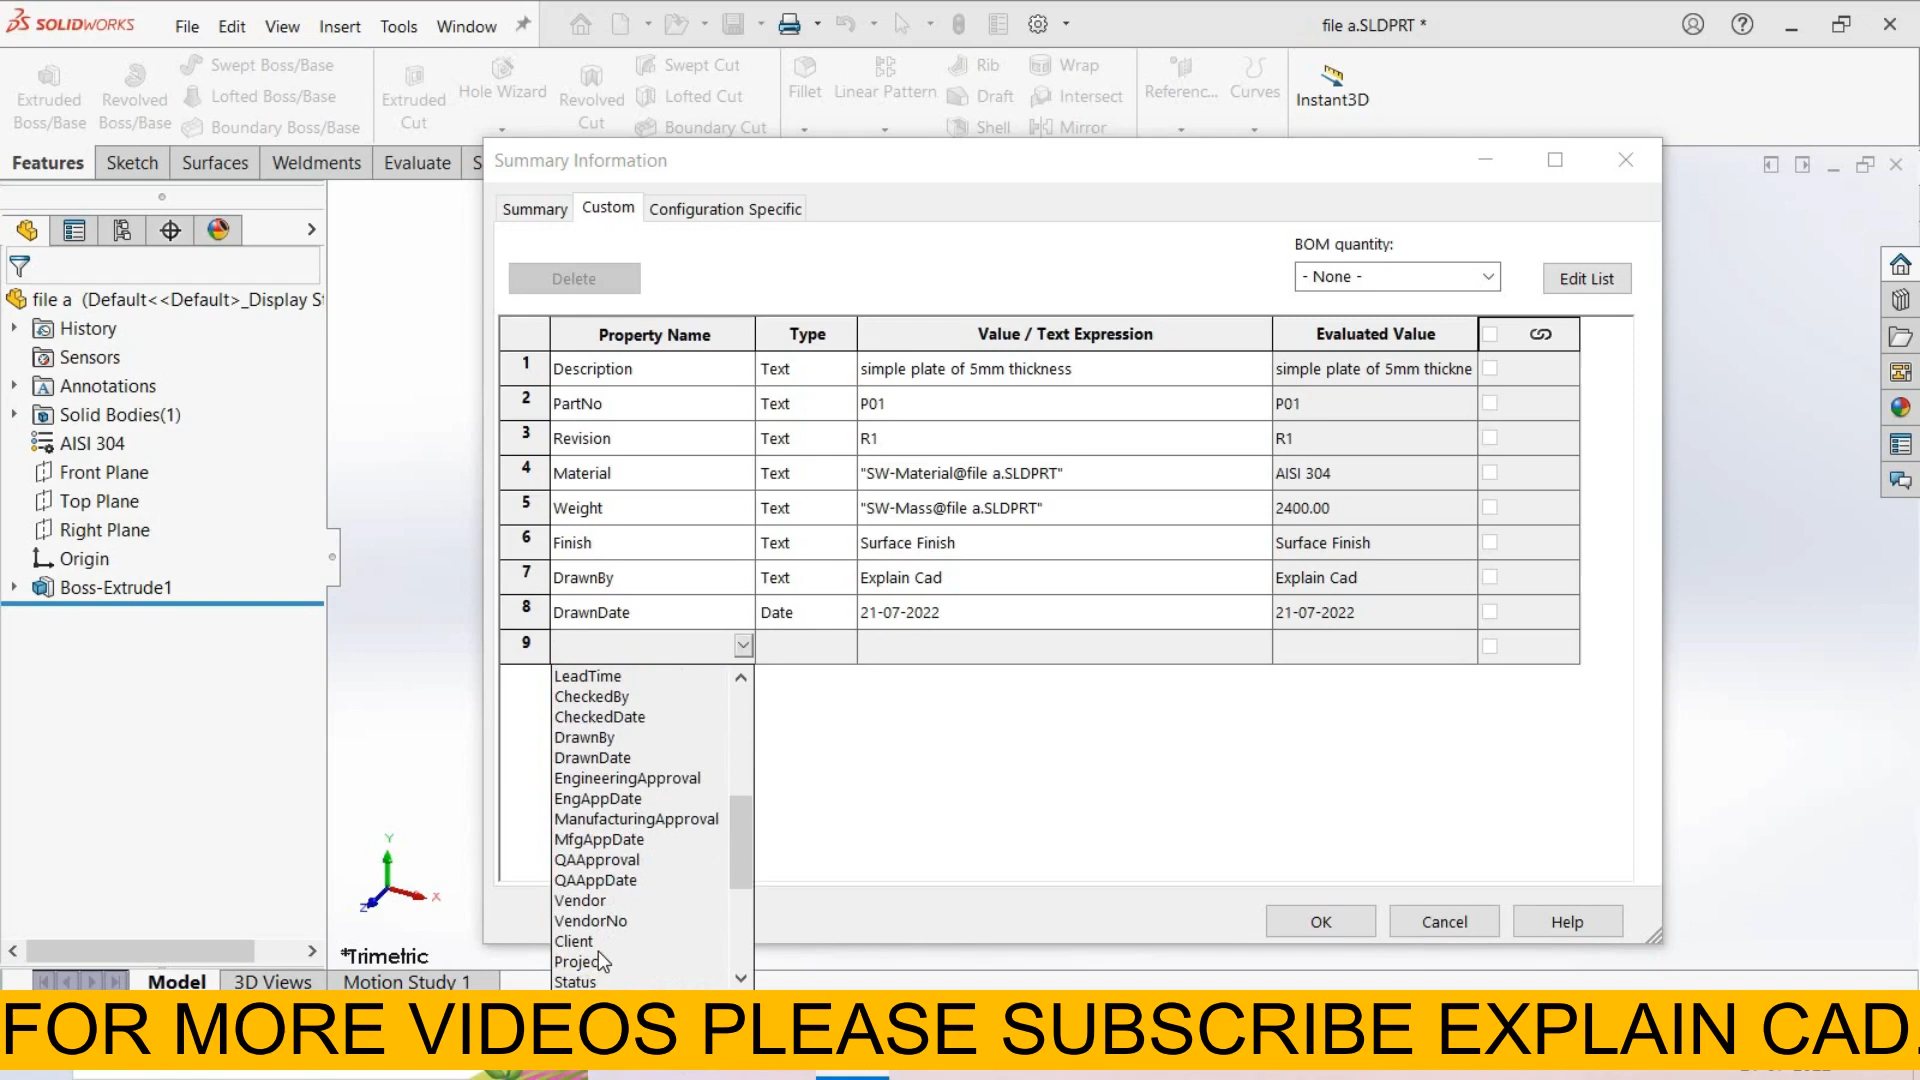 SOLIDWORKS File Edit View Insert Tools Window file a.SLDPRT *
Extruded Boss/Base
Revolved Boss/Base
Swept Boss/Base
Lofted Boss/Base
Boundary Boss/Base
Extruded Cut
Hole Wizard
Revolved Cut
Swept Cut
Lofted Cut
Boundary Cut
Fillet
Linear Pattern
Rib
Draft
Shell
Wrap
Intersect
Mirror
Referenc...
Curves
Instant3D
Features Sketch Surfaces Weldments Evaluate S
file a (Default<<Default>_Display S
History
Sensors
Annotations
Solid Bodies(1)
AISI 304
Front Plane
Top Plane
Right Plane
Origin
Boss-Extrude1
Summary Information
Summary Custom Configuration Specific
BOM quantity:
Delete - None - Edit List
Property Name Type Value / Text Expression Evaluated Value
1 Description Text simple plate of 5mm thickness simple plate of 5mm thickne
2 PartNo Text P01 P01
3 Revision Text R1 R1
4 Material Text "SW-Material@file a.SLDPRT" AISI 304
5 Weight Text "SW-Mass@file a.SLDPRT" 2400.00
6 Finish Text Surface Finish Surface Finish
7 DrawnBy Text Explain Cad Explain Cad
8 DrawnDate Date 21-07-2022 21-07-2022
9
LeadTime
CheckedBy
CheckedDate
DrawnBy
DrawnDate
EngineeringApproval
EngAppDate
ManufacturingApproval
MfgAppDate
QAApproval
QAAppDate
Vendor
VendorNo
Client
Project
Status
OK Cancel Help
Y
X
Z
*Trimetric
Model 3D Views Motion Study 1
FOR MORE VIDEOS PLEASE SUBSCRIBE EXPLAIN CAD.